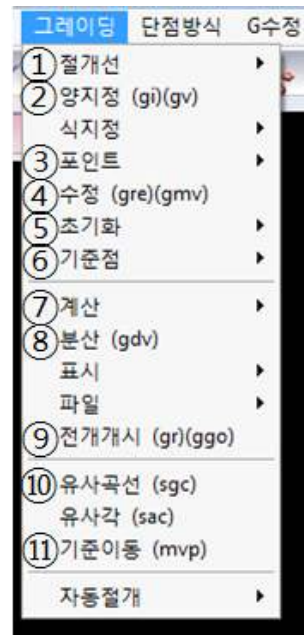 그레이딩 단점방식 G수정
① 절개선
② 양지정 (gi)(gv)
식지정
③ 포인트
④ 수정 (gre)(gmv)
⑤ 초기화
⑥ 기준점
⑦ 계산
⑧ 분산 (gdv)
표시
파일
⑨ 전개개시 (gr)(ggo)
⑩ 유사곡선 (sgc)
유사각 (sac)
⑪ 기준이동 (mvp)
자동절개